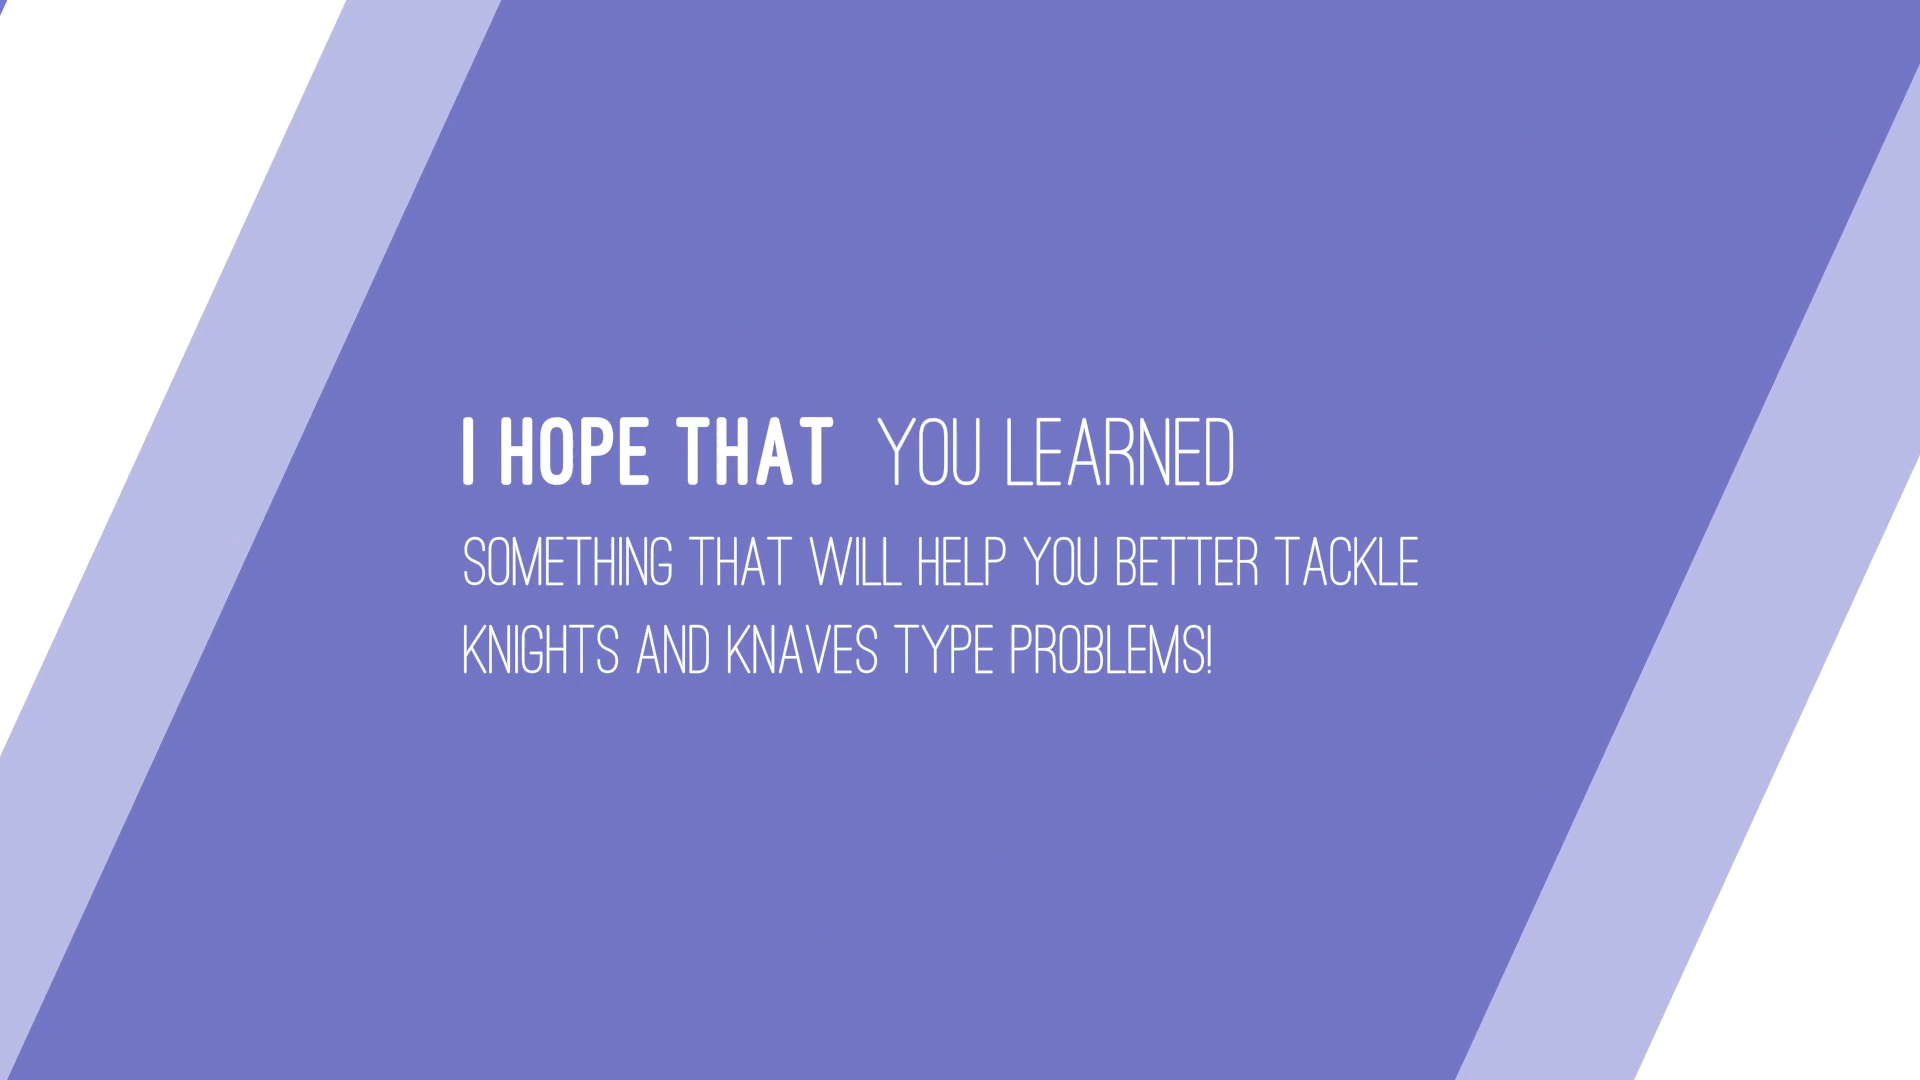 I HOPE THAT YOU LEARNED
SOMETHING THAT WILL HELP YOU BETTER TACKLE
KNIGHTS AND KNAVES TYPE PROBLEMS!